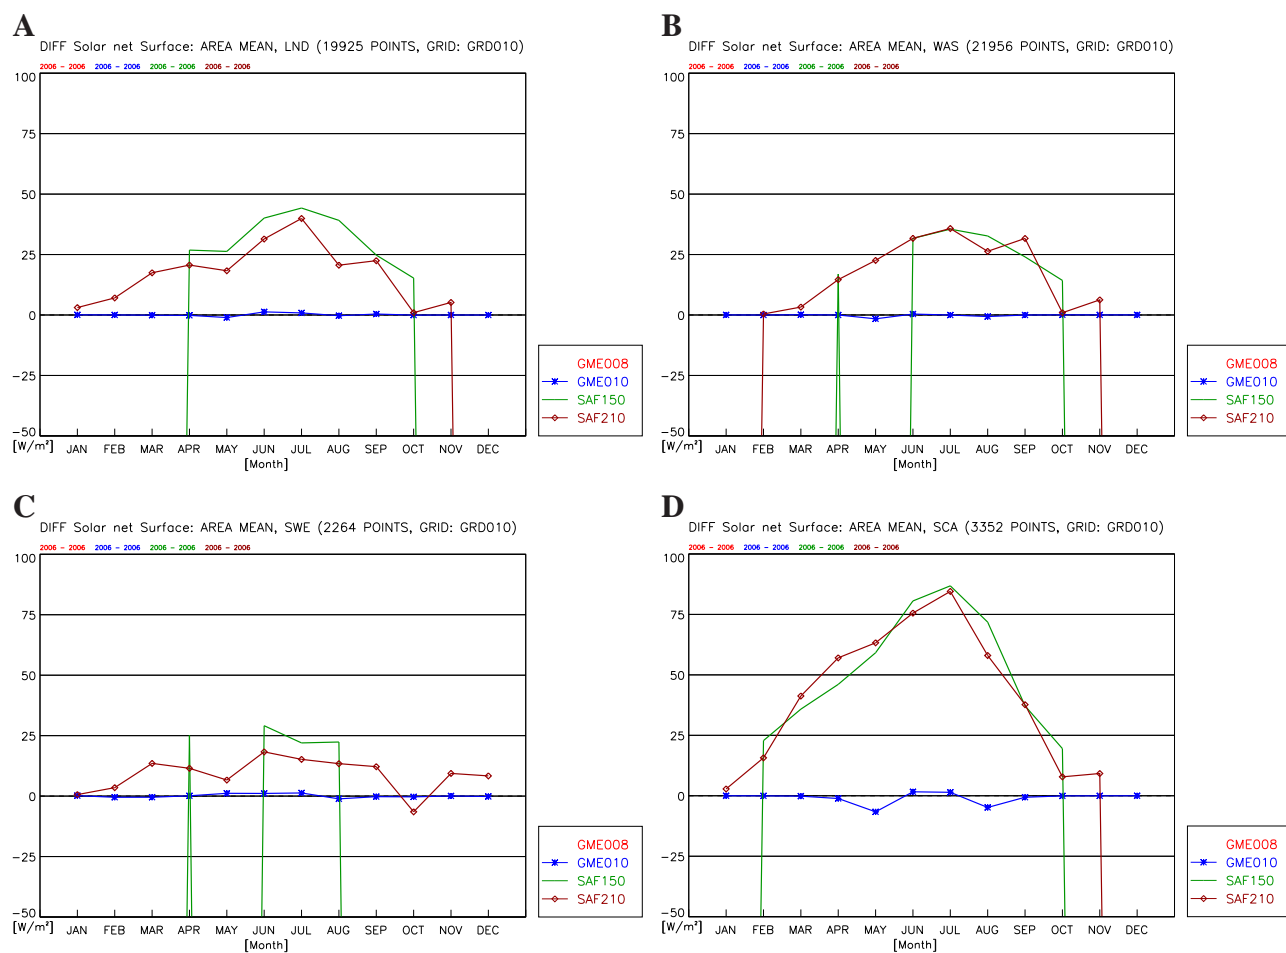 A
DIFF Solar net Surface: AREA MEAN, LND (19925 POINTS, GRID: GRD010)
2006 - 2006 2006 - 2006 2006 - 2006 2006 - 2006
100
75
50
25
0
-25
-50
[W/m²]
JAN FEB MAR APR MAY JUN JUL AUG SEP OCT NOV DEC
[Month]
GME008
GME010
SAF150
SAF210
B
DIFF Solar net Surface: AREA MEAN, WAS (21956 POINTS, GRID: GRD010)
2006 - 2006 2006 - 2006 2006 - 2006 2006 - 2006
100
75
50
25
0
-25
-50
[W/m²]
JAN FEB MAR APR MAY JUN JUL AUG SEP OCT NOV DEC
[Month]
GME008
GME010
SAF150
SAF210
C
DIFF Solar net Surface: AREA MEAN, SWE (2264 POINTS, GRID: GRD010)
2006 - 2006 2006 - 2006 2006 - 2006 2006 - 2006
100
75
50
25
0
-25
-50
[W/m²]
JAN FEB MAR APR MAY JUN JUL AUG SEP OCT NOV DEC
[Month]
GME008
GME010
SAF150
SAF210
D
DIFF Solar net Surface: AREA MEAN, SCA (3352 POINTS, GRID: GRD010)
2006 - 2006 2006 - 2006 2006 - 2006 2006 - 2006
100
75
50
25
0
-25
-50
[W/m²]
JAN FEB MAR APR MAY JUN JUL AUG SEP OCT NOV DEC
[Month]
GME008
GME010
SAF150
SAF210